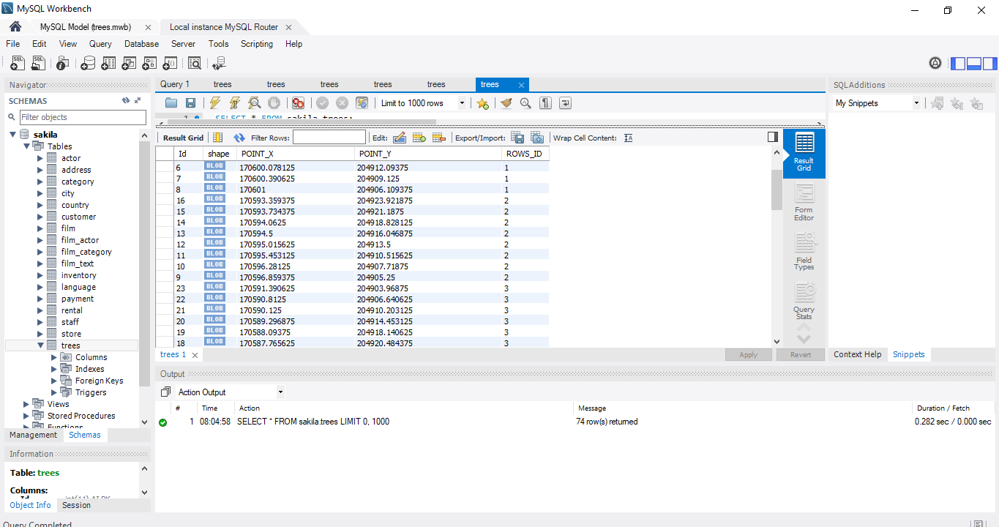 MySQL Workbench
MySQL Model (trees.mwb)
Local instance MySQL Router
File Edit View Query Database Server Tools Scripting Help
Navigator
SCHEMAS
Filter objects
sakila
Tables
actor
address
category
city
country
customer
film
film_actor
film_category
film_text
inventory
language
payment
rental
staff
store
trees
Columns
Indexes
Foreign Keys
Triggers
Views
Stored Procedures
Functions
Management Schemas
Information
Table: trees
Columns:
Id int(11) AI PK
Object Info Session
Query 1 trees trees trees trees trees trees
Limit to 1000 rows
1 SELECT * FROM sakila.trees;
Result Grid Filter Rows: Edit: Export/Import: Wrap Cell Content:
Id shape POINT_X POINT_Y ROWS_ID
6 BLOB 170600.078125 204912.09375 1
7 BLOB 170600.390625 204909.125 1
8 BLOB 170601 204906.109375 1
16 BLOB 170593.359375 204923.921875 2
15 BLOB 170593.734375 204921.1875 2
14 BLOB 170594.0625 204918.828125 2
13 BLOB 170594.5 204916.046875 2
12 BLOB 170595.015625 204913.5 2
11 BLOB 170595.453125 204910.515625 2
10 BLOB 170596.28125 204907.71875 2
9 BLOB 170596.859375 204905.25 2
23 BLOB 170591.390625 204903.96875 3
22 BLOB 170590.8125 204906.640625 3
21 BLOB 170590.125 204910.203125 3
20 BLOB 170589.296875 204914.453125 3
19 BLOB 170588.09375 204918.140625 3
18 BLOB 170587.765625 204920.484375 3
Result
Grid
Form
Editor
Field
Types
Query
Stats
trees 1
Apply Revert
SQLAdditions
My Snippets
Context Help Snippets
Output
Action Output
# Time Action Message Duration / Fetch
1 08:04:58 SELECT * FROM sakila.trees LIMIT 0, 1000 74 row(s) returned 0.282 sec / 0.000 sec
Query Completed